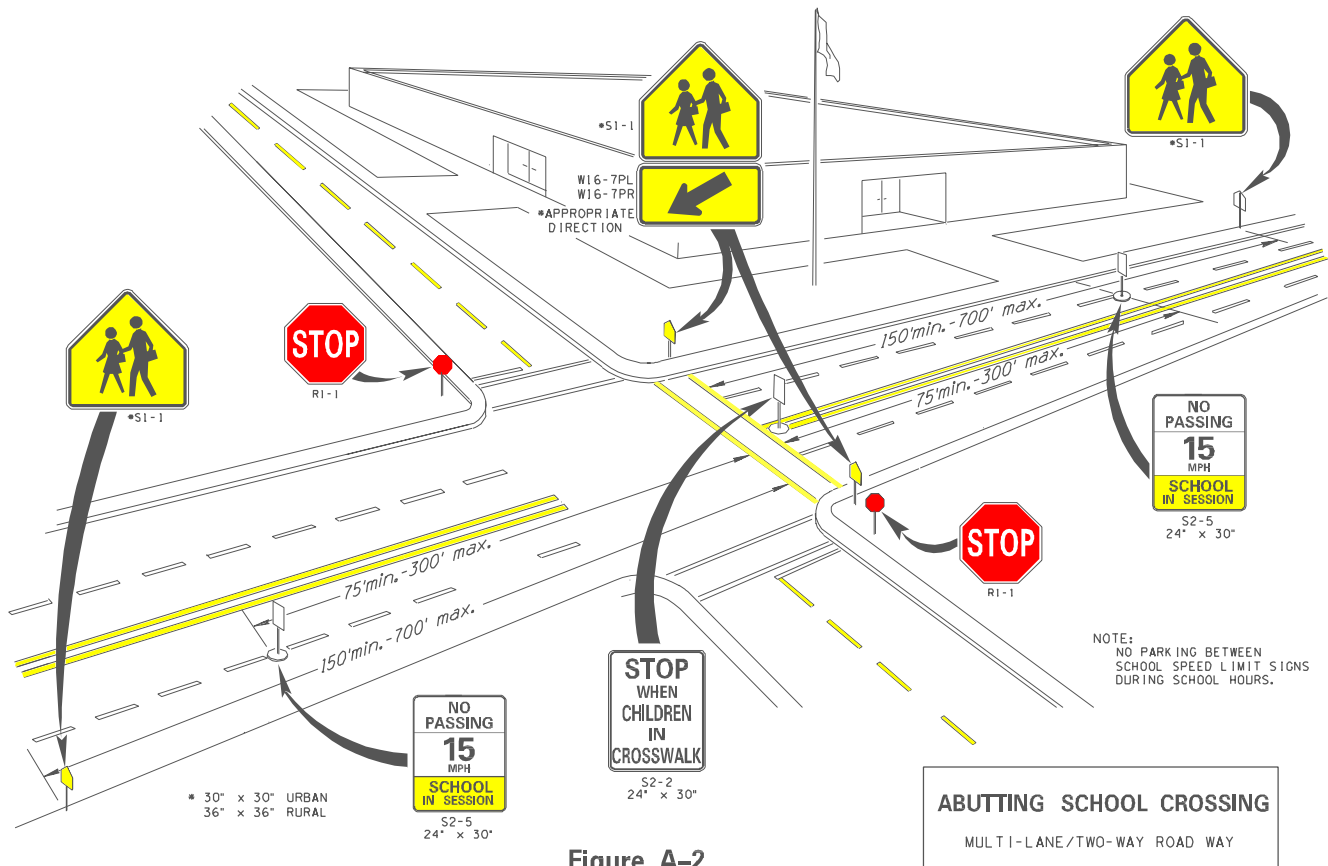 *S1-1
W16-7PL
W16-7PR
*APPROPRIATE
DIRECTION
*S1-1
150'min.-700' max.
75'min.-300' max.
STOP
R1-1
*S1-1
NO
PASSING
15
MPH
SCHOOL
IN SESSION
S2-5
24" x 30"
STOP
R1-1
75'min.-300' max.
150'min.-700' max.
NOTE:
NO PARKING BETWEEN
SCHOOL SPEED LIMIT SIGNS
DURING SCHOOL HOURS.
STOP
WHEN
CHILDREN
IN
CROSSWALK
S2-2
24" x 30"
NO
PASSING
15
MPH
SCHOOL
IN SESSION
S2-5
24" x 30"
* 30" x 30" URBAN
36" x 36" RURAL
ABUTTING SCHOOL CROSSING
MULTI-LANE/TWO-WAY ROAD WAY
Figure A-2